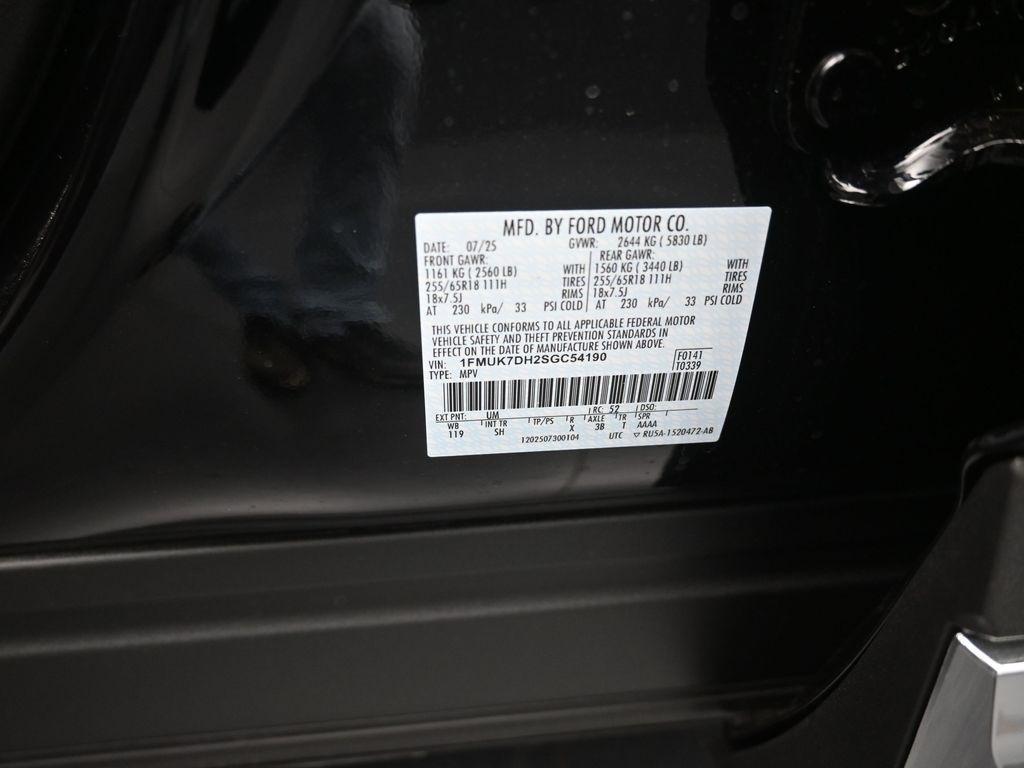 MFD. BY FORD MOTOR CO.
DATE: 07/25 GVWR: 2644 KG ( 5830 LB)
FRONT GAWR: REAR GAWR:
1161 KG ( 2560 LB) WITH 1560 KG ( 3440 LB) WITH
255/65R18 111H TIRES 255/65R18 111H TIRES
18x7.5J RIMS 18x7.5J RIMS
AT 230 kPa/ 33 PSI COLD AT 230 kPa/ 33 PSI COLD
THIS VEHICLE CONFORMS TO ALL APPLICABLE FEDERAL MOTOR
VEHICLE SAFETY AND THEFT PREVENTION STANDARDS IN
EFFECT ON THE DATE OF MANUFACTURE SHOWN ABOVE.
VIN: 1FMUK7DH2SGC54190 F0141
TYPE: MPV T0339
EXT PNT: UM RC: 52 DSO:
WB INT TR TP/PS R AXLE TR SPR
119 SH X 3B T AAAA
1202507300104 UTC ▽ RU5A-1520472-AB